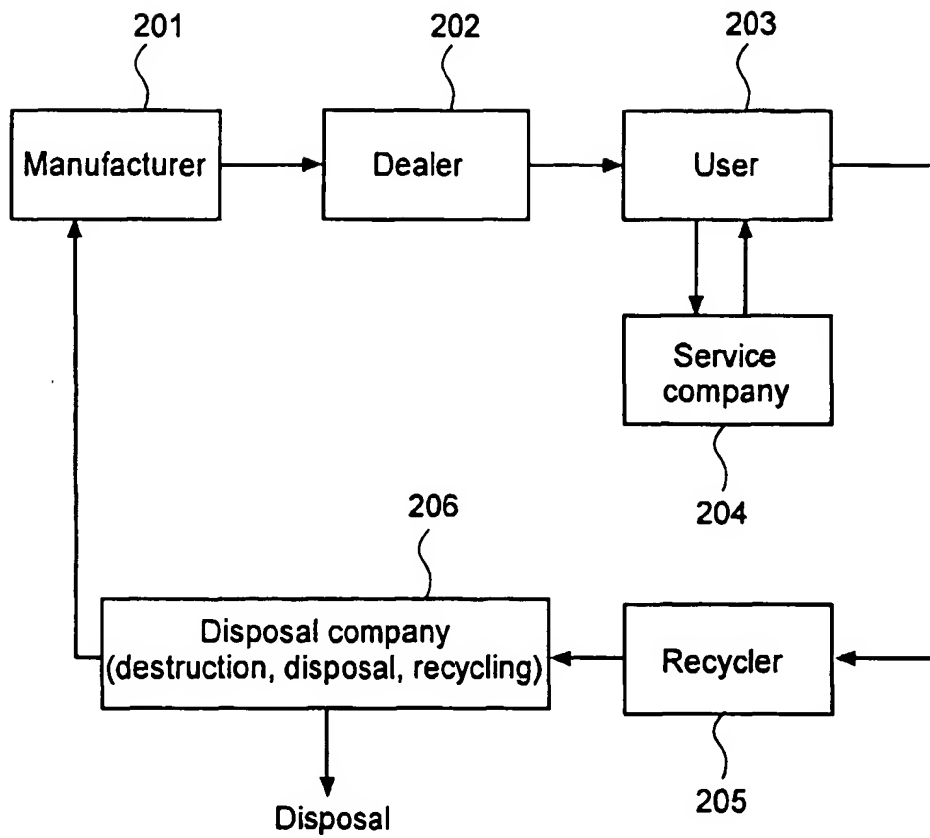 201
202
203
Manufacturer
Dealer
User
Service
company
204
206
Disposal company
(destruction, disposal, recycling)
Recycler
205
Disposal